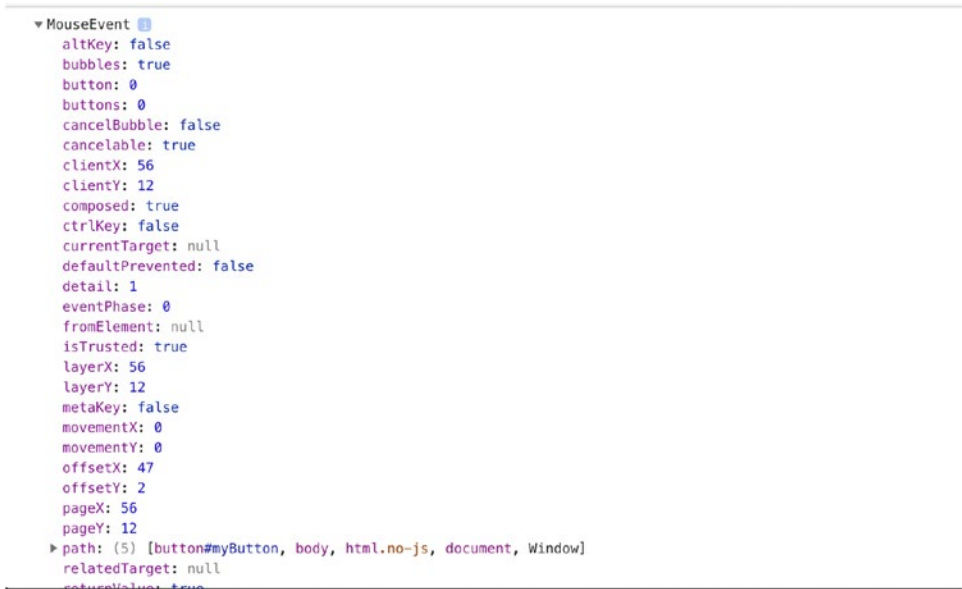 ▼MouseEvent i
altKey: false
bubbles: true
button: 0
buttons: 0
cancelBubble: false
cancelable: true
clientX: 56
clientY: 12
composed: true
ctrlKey: false
currentTarget: null
defaultPrevented: false
detail: 1
eventPhase: 0
fromElement: null
isTrusted: true
layerX: 56
layerY: 12
metaKey: false
movementX: 0
movementY: 0
offsetX: 47
offsetY: 2
pageX: 56
pageY: 12
▶path: (5) [button#myButton, body, html.no-js, document, Window]
relatedTarget: null
returnValue: true